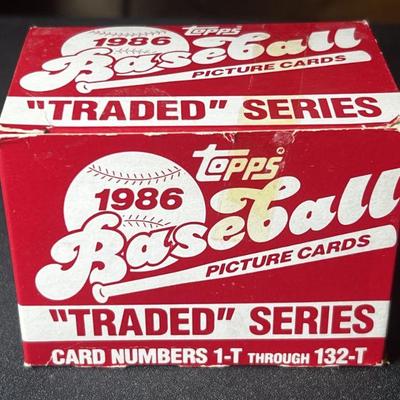 topps
1986
Baseball
PICTURE CARDS
"TRADED" SERIES
topps
1986
Baseball
PICTURE CARDS
"TRADED" SERIES
CARD NUMBERS 1-T THROUGH 132-T